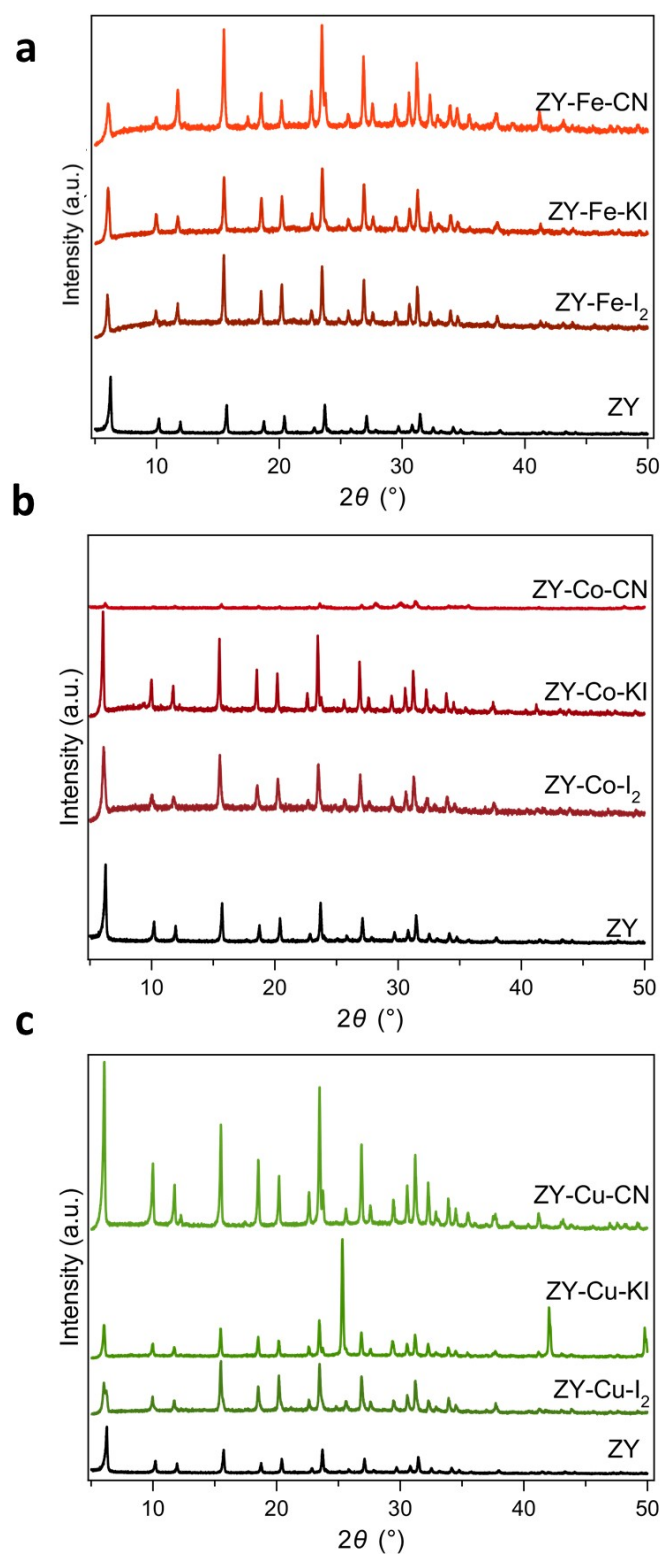 a
Intensity (a.u.)
ZY-Fe-CN
ZY-Fe-KI
ZY-Fe-I₂
ZY
10 20 30 40 50
2θ (°)
b
Intensity (a.u.)
ZY-Co-CN
ZY-Co-KI
ZY-Co-I₂
ZY
10 20 30 40 50
2θ (°)
c
Intensity (a.u.)
ZY-Cu-CN
ZY-Cu-KI
ZY-Cu-I₂
ZY
10 20 30 40 50
2θ (°)